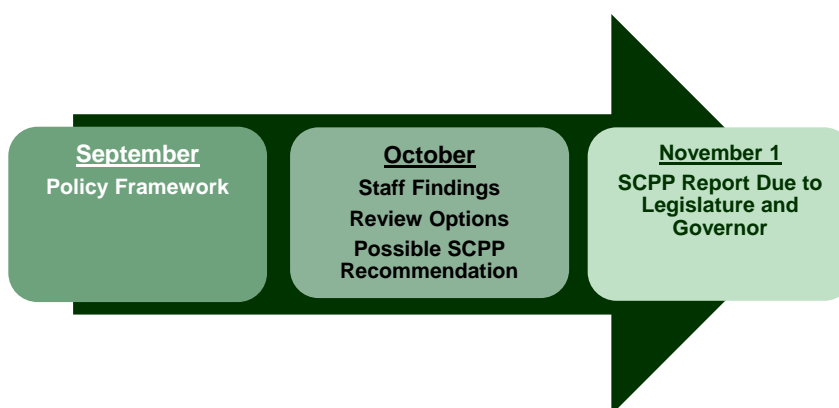 September
Policy Framework
October
Staff Findings
Review Options
Possible SCPP
Recommendation
November 1
SCPP Report Due to
Legislature and
Governor